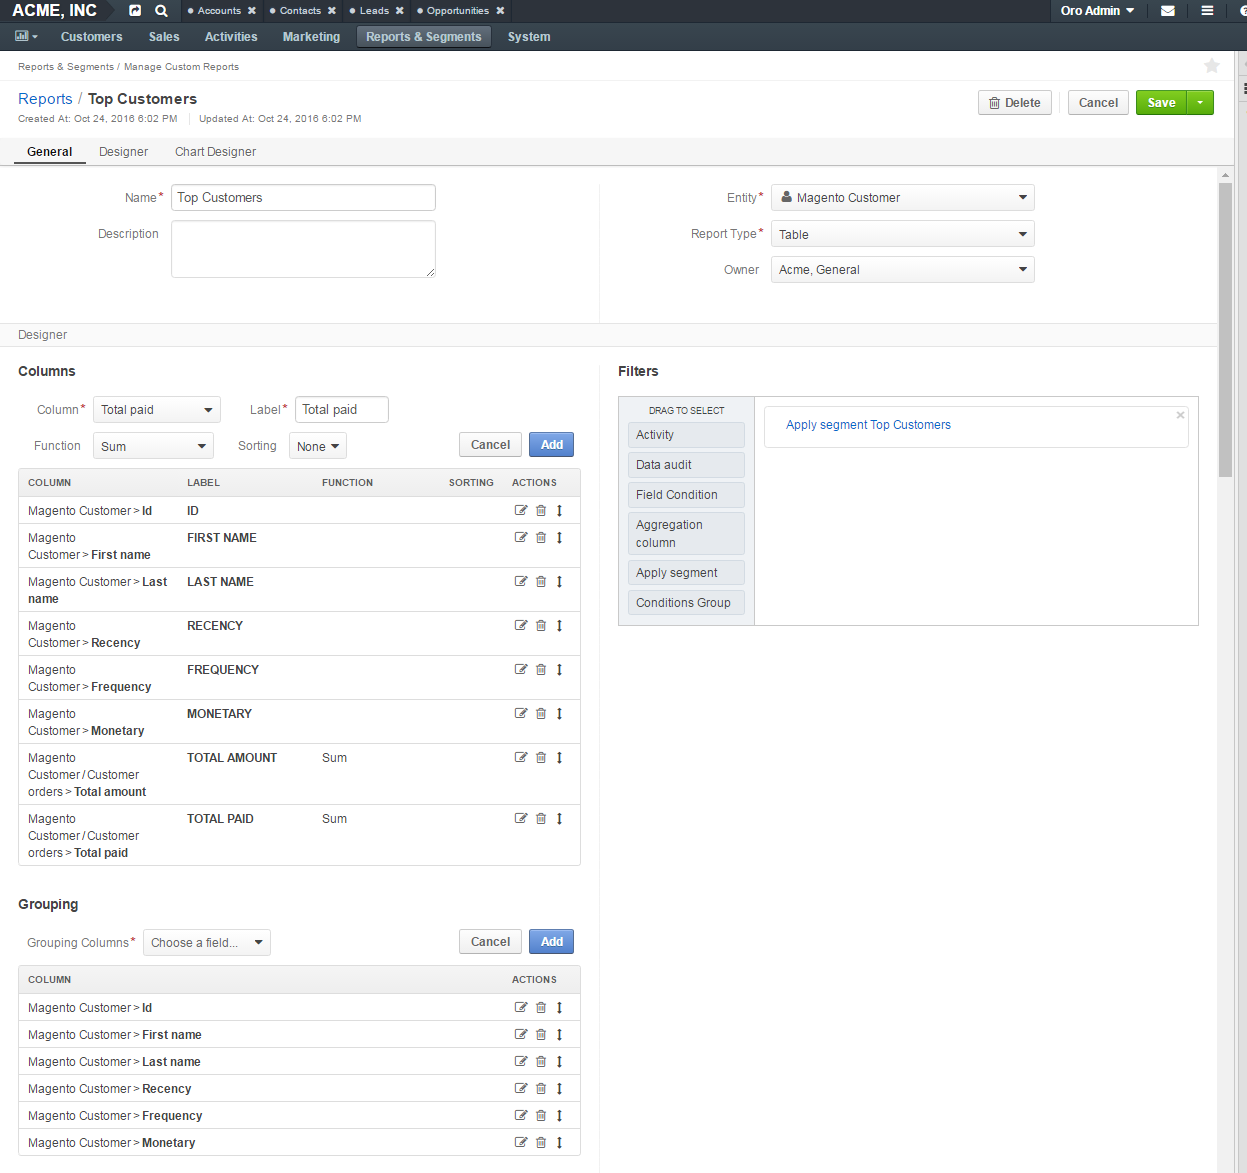 ACME, INC
Accounts Contacts Leads Opportunities
Oro Admin
Customers Sales Activities Marketing Reports & Segments System
Reports & Segments / Manage Custom Reports
Reports / Top Customers
Delete Cancel Save
Created At: Oct 24, 2016 6:02 PM Updated At: Oct 24, 2016 6:02 PM
General Designer Chart Designer
Name* Top Customers
Description
Entity* Magento Customer
Report Type* Table
Owner Acme, General
Designer
Columns
Column* Total paid Label* Total paid
Function Sum Sorting None Cancel Add
COLUMN LABEL FUNCTION SORTING ACTIONS
Magento Customer > Id ID
Magento FIRST NAME
Customer > First name
Magento Customer > Last LAST NAME
name
Magento RECENCY
Customer > Recency
Magento FREQUENCY
Customer > Frequency
Magento MONETARY
Customer > Monetary
Magento TOTAL AMOUNT Sum
Customer / Customer
orders > Total amount
Magento TOTAL PAID Sum
Customer / Customer
orders > Total paid
Filters
DRAG TO SELECT
Activity
Data audit
Field Condition
Aggregation
column
Apply segment
Conditions Group
Apply segment Top Customers
Grouping
Grouping Columns* Choose a field... Cancel Add
COLUMN ACTIONS
Magento Customer > Id
Magento Customer > First name
Magento Customer > Last name
Magento Customer > Recency
Magento Customer > Frequency
Magento Customer > Monetary